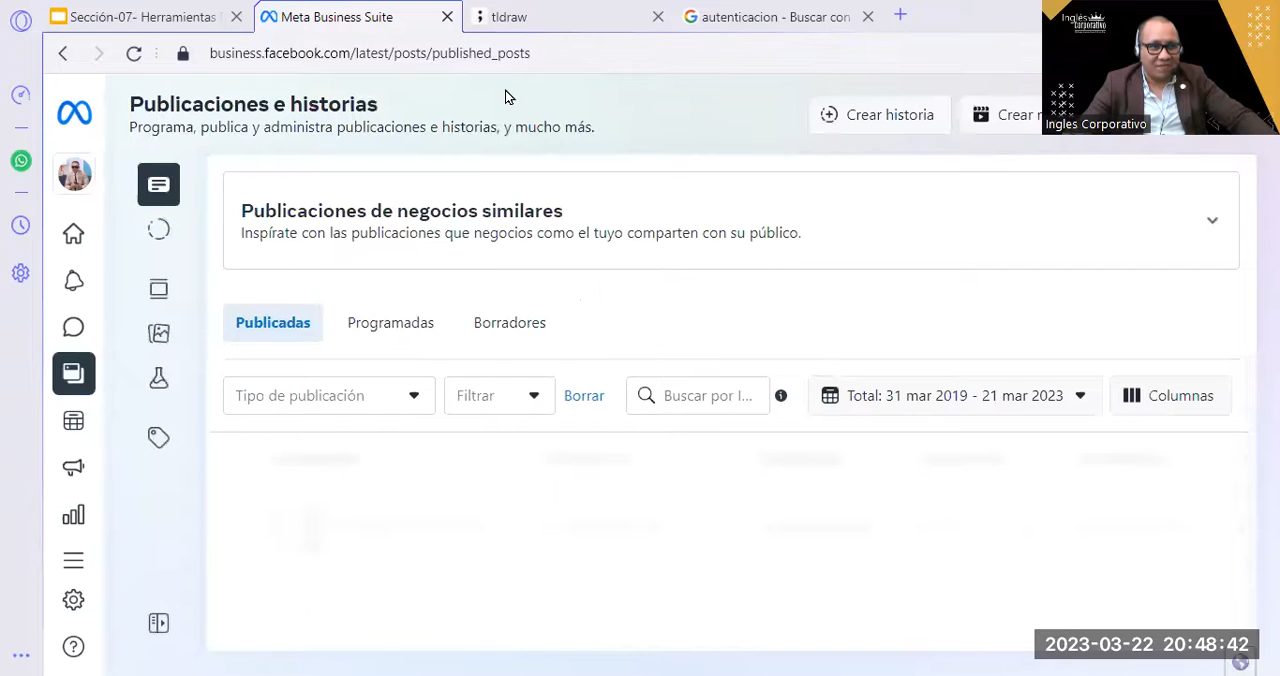 Sección-07- Herramientas
Meta Business Suite
tldraw
autenticacion - Buscar con
business.facebook.com/latest/posts/published_posts
Inglés
Corporativo
Ingles Corporativo
Publicaciones e historias
Programa, publica y administra publicaciones e historias, y mucho más.
Crear historia
Crear
Publicaciones de negocios similares
Inspírate con las publicaciones que negocios como el tuyo comparten con su público.
Publicadas
Programadas
Borradores
Tipo de publicación
Filtrar
Borrar
Buscar por I...
Total: 31 mar 2019 - 21 mar 2023
Columnas
2023-03-22 20:48:42